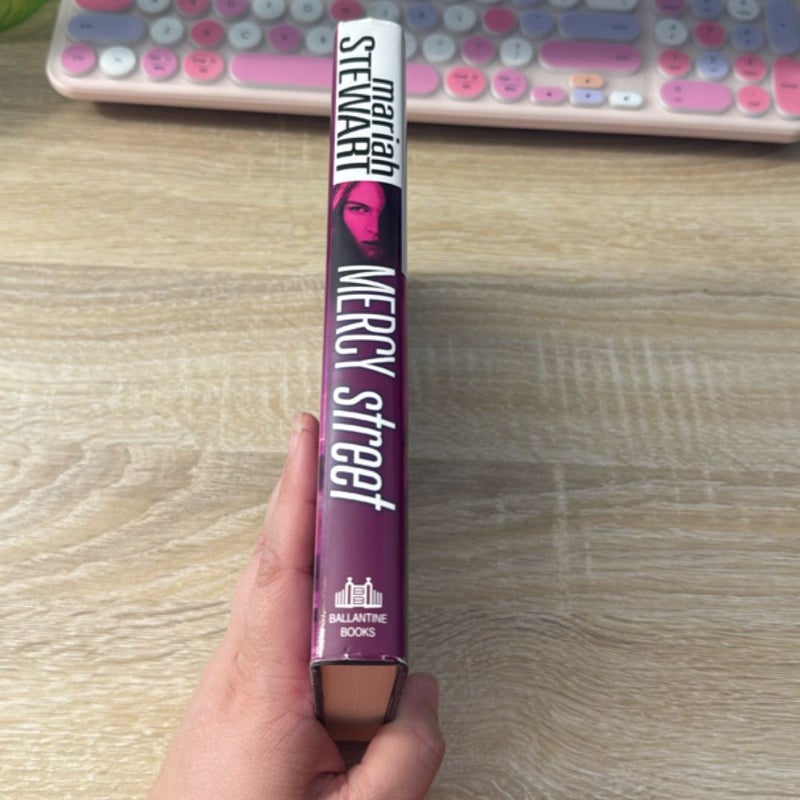 mariah
STEWART
MERCY street
BALLANTINE
BOOKS